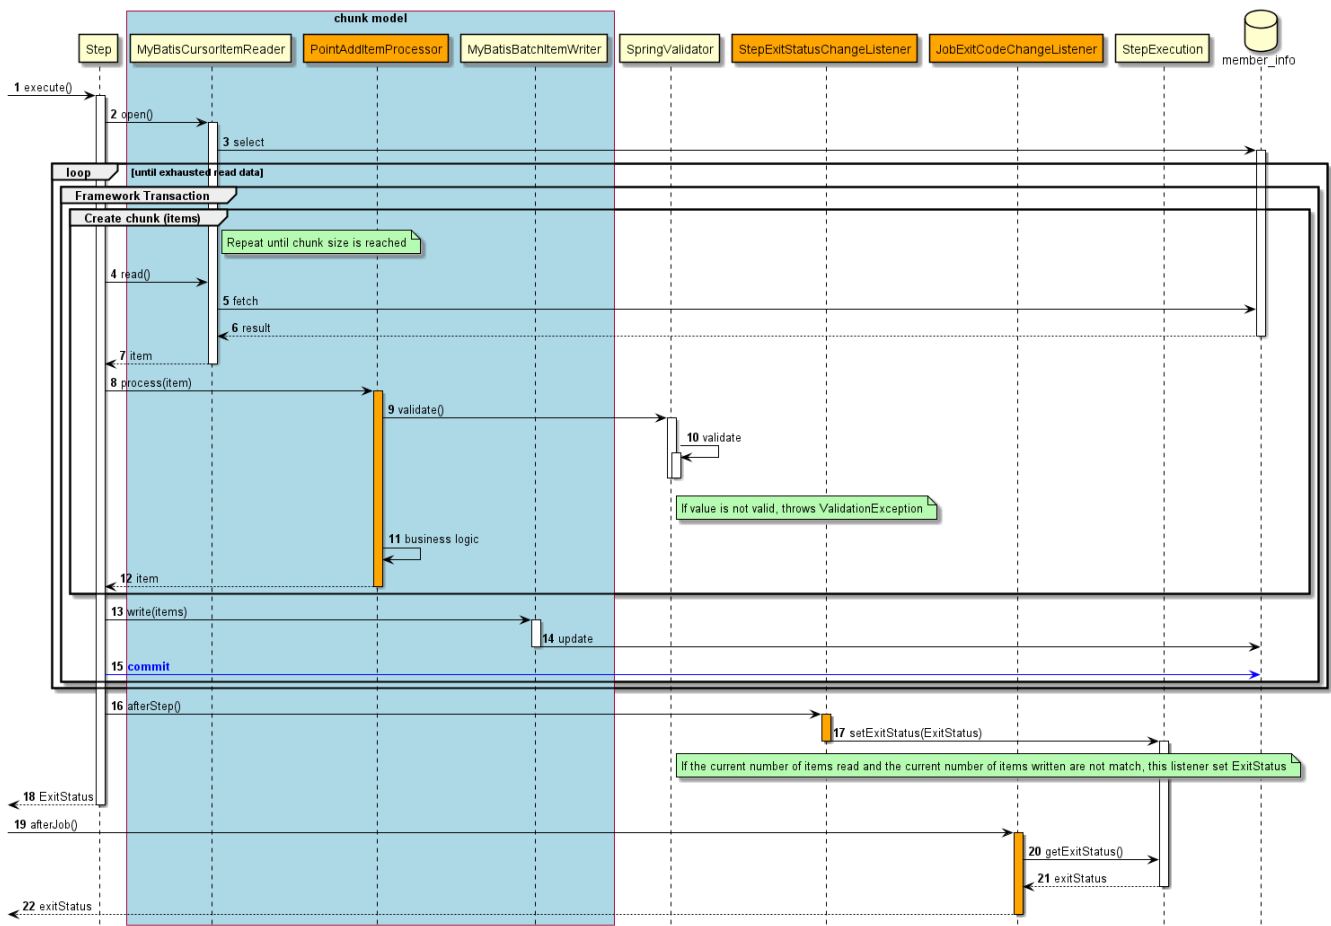 chunk model
Step
MyBatisCursorItemReader
PointAddItemProcessor
MyBatisBatchItemWriter
SpringValidator
StepExitStatusChangeListener
JobExitCodeChangeListener
StepExecution
member_info
1 execute()
2 open()
3 select
loop [until exhausted read data]
Framework Transaction
Create chunk (items)
Repeat until chunk size is reached
4 read()
5 fetch
6 result
7 item
8 process(item)
9 validate()
10 validate
If value is not valid, throws ValidationException
11 business logic
12 item
13 write(items)
14 update
15 commit
16 afterStep()
17 setExitStatus(ExitStatus)
If the current number of items read and the current number of items written are not match, this listener set ExitStatus
18 ExitStatus
19 afterJob()
20 getExitStatus()
21 exitStatus
22 exitStatus